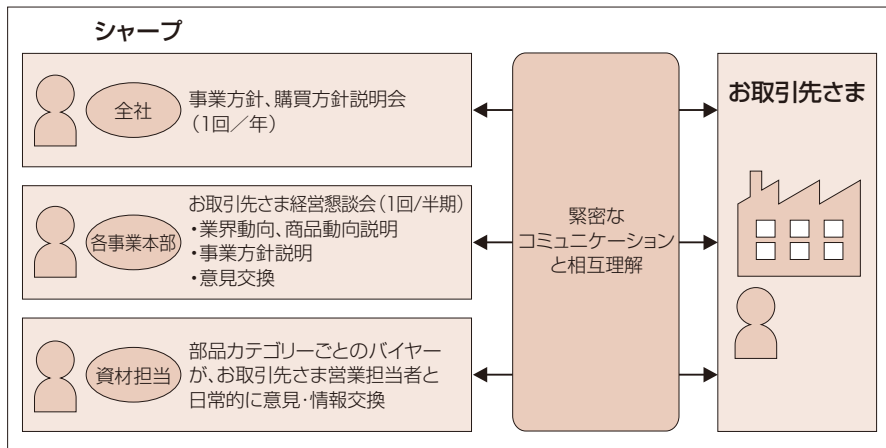 シャープ
全社
事業方針、購買方針説明会
(1回／年)
各事業本部
お取引先さま経営懇談会(1回/半期)
・業界動向、商品動向説明
・事業方針説明
・意見交換
資材担当
部品カテゴリーごとのバイヤー
が、お取引先さま営業担当者と
日常的に意見・情報交換
緊密な
コミュニケーション
と相互理解
お取引先さま